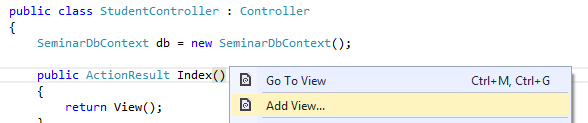 public class StudentController : Controller
{
SeminarDbContext db = new SeminarDbContext();
public ActionResult Index()
Go To View Ctrl+M, Ctrl+G
{
Add View...
return View();
}